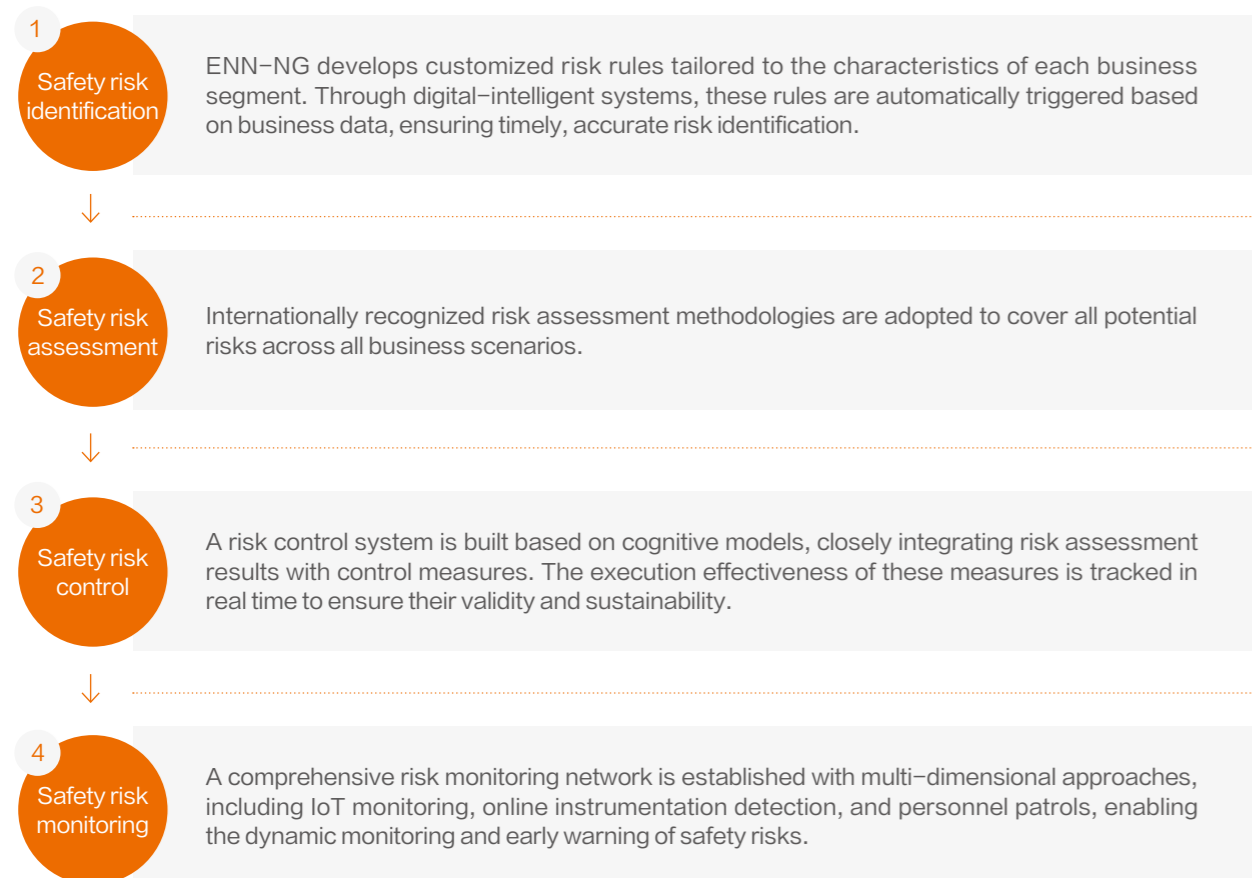 1
Safety risk
identification
ENN-NG develops customized risk rules tailored to the characteristics of each business
segment. Through digital-intelligent systems, these rules are automatically triggered based
on business data, ensuring timely, accurate risk identification.
2
Safety risk
assessment
Internationally recognized risk assessment methodologies are adopted to cover all potential
risks across all business scenarios.
3
Safety risk
control
A risk control system is built based on cognitive models, closely integrating risk assessment
results with control measures. The execution effectiveness of these measures is tracked in
real time to ensure their validity and sustainability.
4
Safety risk
monitoring
A comprehensive risk monitoring network is established with multi-dimensional approaches,
including IoT monitoring, online instrumentation detection, and personnel patrols, enabling
the dynamic monitoring and early warning of safety risks.